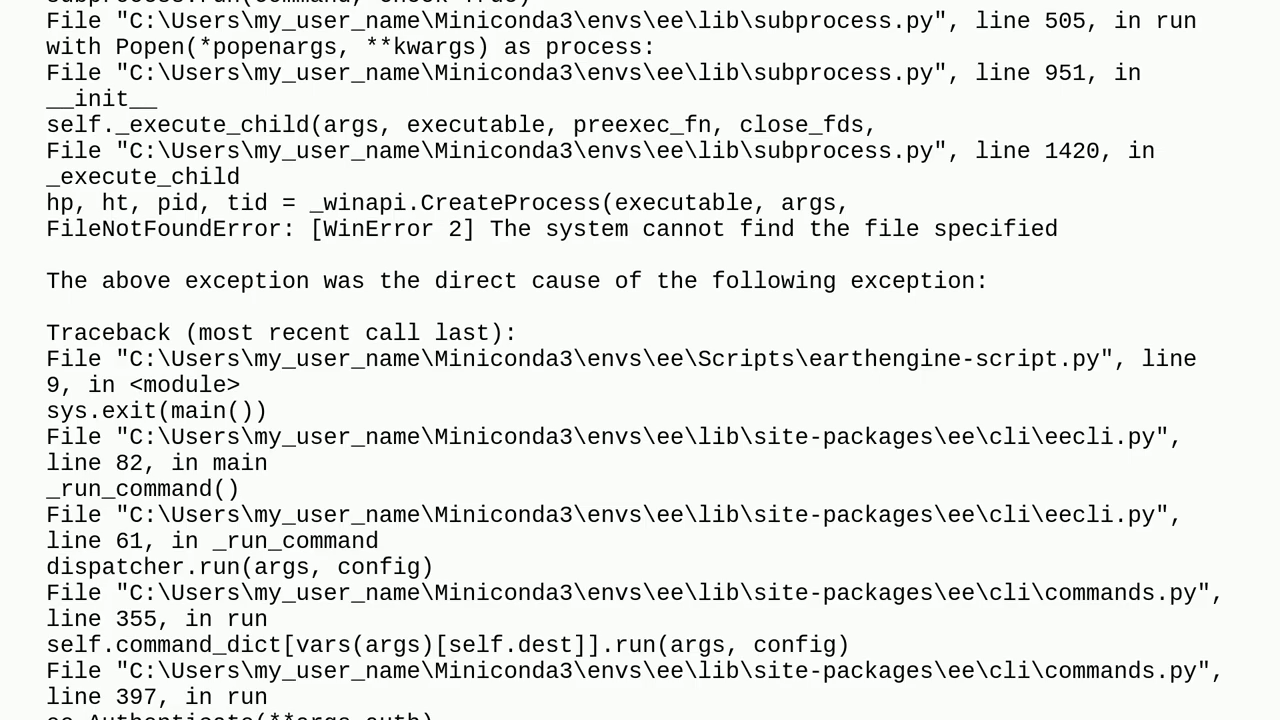 subprocess.run(command, check=True)
File "C:\Users\my_user_name\Miniconda3\envs\ee\lib\subprocess.py", line 505, in run
with Popen(*popenargs, **kwargs) as process:
File "C:\Users\my_user_name\Miniconda3\envs\ee\lib\subprocess.py", line 951, in
__init__
self._execute_child(args, executable, preexec_fn, close_fds,
File "C:\Users\my_user_name\Miniconda3\envs\ee\lib\subprocess.py", line 1420, in
_execute_child
hp, ht, pid, tid = _winapi.CreateProcess(executable, args,
FileNotFoundError: [WinError 2] The system cannot find the file specified

The above exception was the direct cause of the following exception:

Traceback (most recent call last):
File "C:\Users\my_user_name\Miniconda3\envs\ee\Scripts\earthengine-script.py", line
9, in <module>
sys.exit(main())
File "C:\Users\my_user_name\Miniconda3\envs\ee\lib\site-packages\ee\cli\eecli.py",
line 82, in main
_run_command()
File "C:\Users\my_user_name\Miniconda3\envs\ee\lib\site-packages\ee\cli\eecli.py",
line 61, in _run_command
dispatcher.run(args, config)
File "C:\Users\my_user_name\Miniconda3\envs\ee\lib\site-packages\ee\cli\commands.py",
line 355, in run
self.command_dict[vars(args)[self.dest]].run(args, config)
File "C:\Users\my_user_name\Miniconda3\envs\ee\lib\site-packages\ee\cli\commands.py",
line 397, in run
ee.Authenticate(**args_auth)